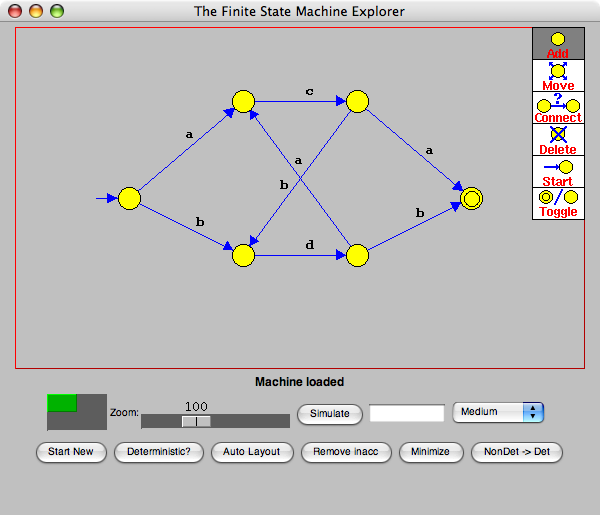 The Finite State Machine Explorer
Add
Move
?
Connect
Delete
Start
Toggle
c
a
a
a
b
b
b
d
Machine loaded
Zoom:
100
Simulate
Medium
Start New
Deterministic?
Auto Layout
Remove inacc
Minimize
NonDet -> Det